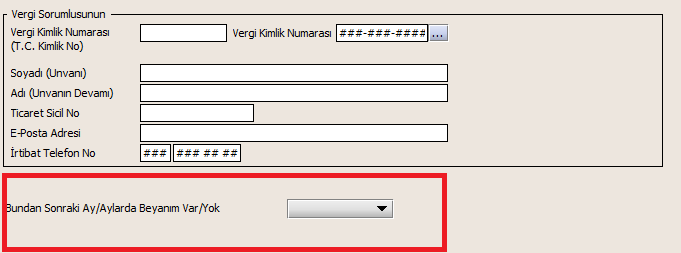 Vergi Sorumlusunun
Vergi Kimlik Numarası Vergi Kimlik Numarası ###-###-#### ...
(T.C. Kimlik No)
Soyadı (Unvanı)
Adı (Unvanın Devamı)
Ticaret Sicil No
E-Posta Adresi
İrtibat Telefon No ### ### ## ##
Bundan Sonraki Ay/Aylarda Beyanım Var/Yok